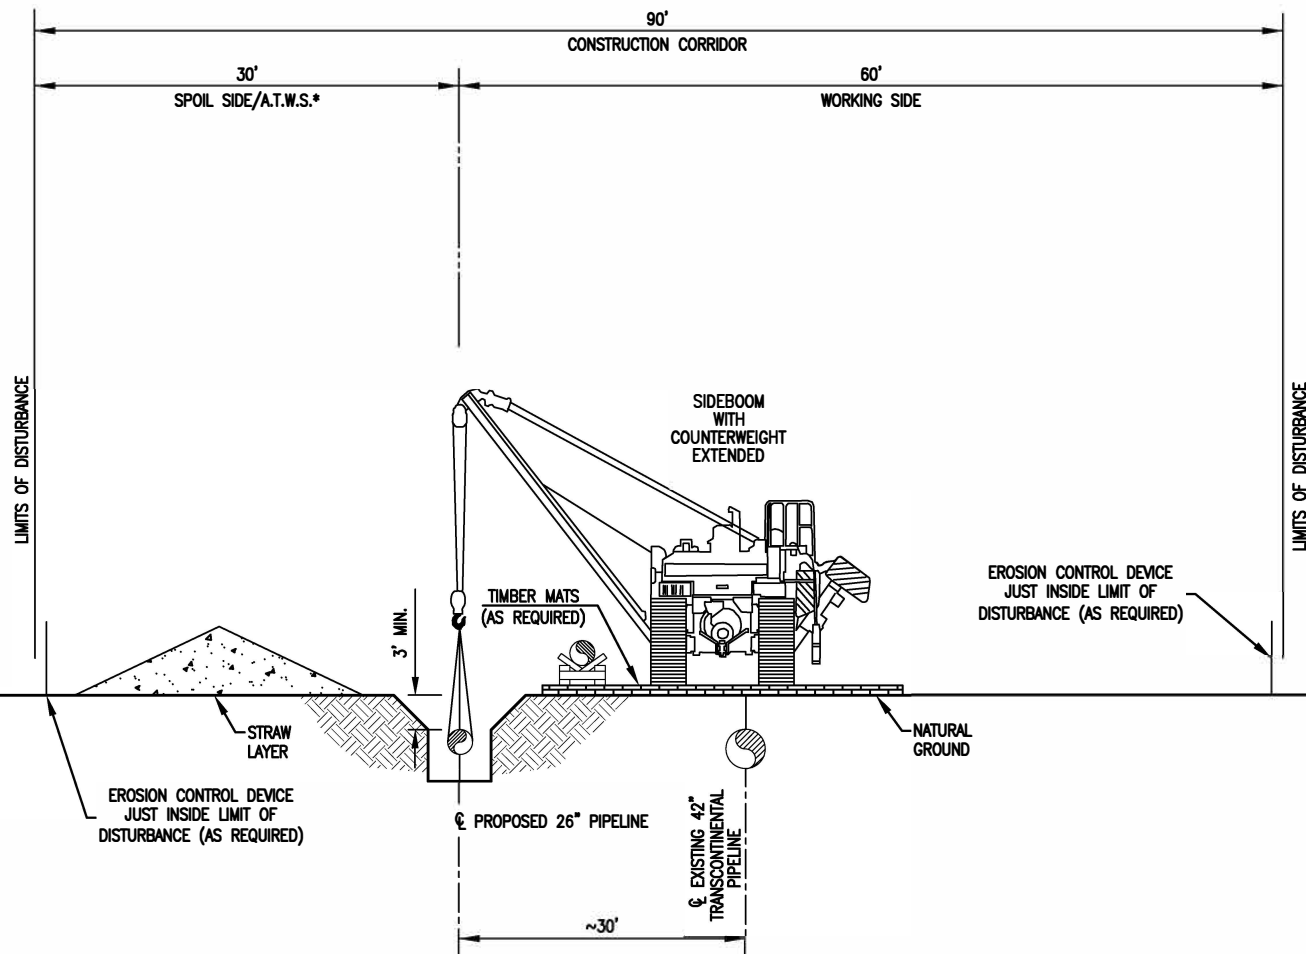 90'
CONSTRUCTION CORRIDOR
30'
SPOIL SIDE/A.T.W.S.*
60'
WORKING SIDE
LIMITS OF DISTURBANCE
SIDEBOOM
WITH
COUNTERWEIGHT
EXTENDED
LIMITS OF DISTURBANCE
3' MIN.
TIMBER MATS
(AS REQUIRED)
EROSION CONTROL DEVICE
JUST INSIDE LIMIT OF
DISTURBANCE (AS REQUIRED)
STRAW
LAYER
NATURAL
GROUND
EROSION CONTROL DEVICE
JUST INSIDE LIMIT OF
DISTURBANCE (AS REQUIRED)
℄ PROPOSED 26" PIPELINE
℄ EXISTING 42"
TRANSCONTINENTAL
PIPELINE
~30'